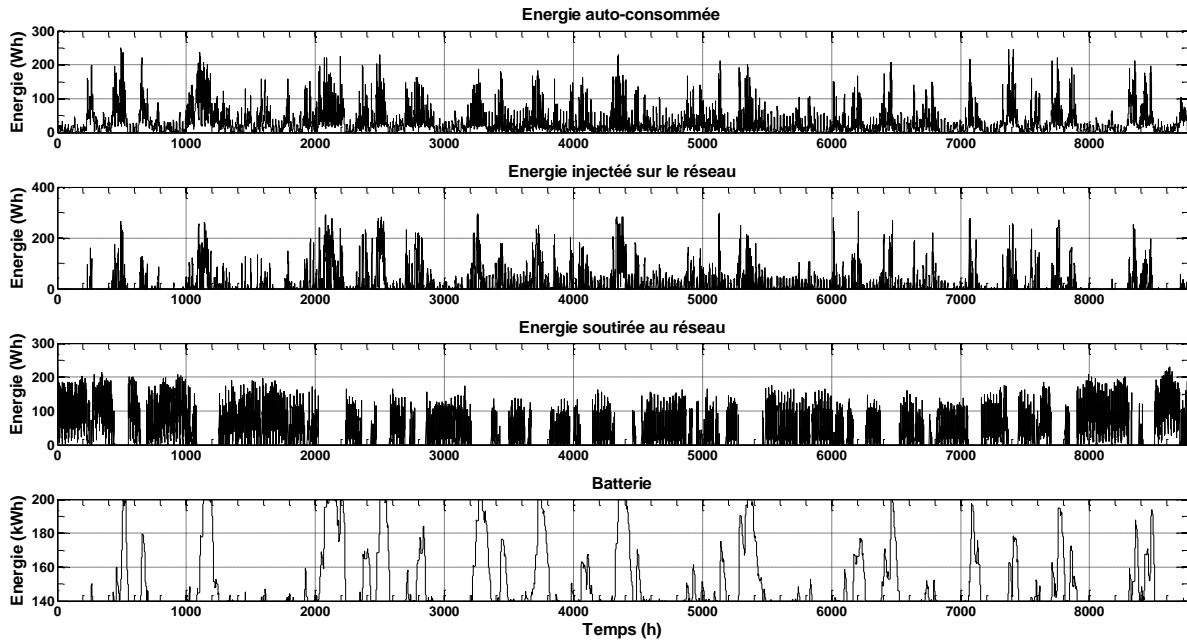 Energie auto-consommée
Energie (Wh)
300
200
100
0
0 1000 2000 3000 4000 5000 6000 7000 8000
Energie injectéé sur le réseau
Energie (Wh)
400
200
0
0 1000 2000 3000 4000 5000 6000 7000 8000
Energie soutirée au réseau
Energie (Wh)
300
200
100
0
0 1000 2000 3000 4000 5000 6000 7000 8000
Batterie
Energie (kWh)
200
180
160
140
0 1000 2000 3000 4000 5000 6000 7000 8000
Temps (h)